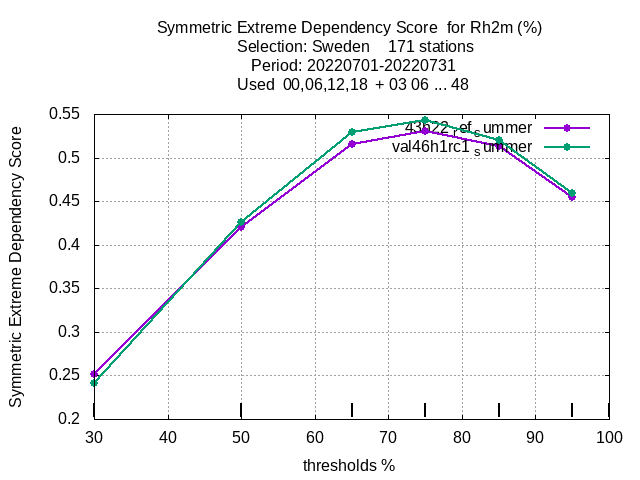 Symmetric Extreme Dependency Score for Rh2m (%)
Selection: Sweden 171 stations
Period: 20220701-20220731
Used 00,06,12,18 + 03 06 ... 48
Symmetric Extreme Dependency Score
0.55
0.5
0.45
0.4
0.35
0.3
0.25
0.2
43h22_ref_summer
val46h1rc1_summer
30 40 50 60 70 80 90 100
thresholds %